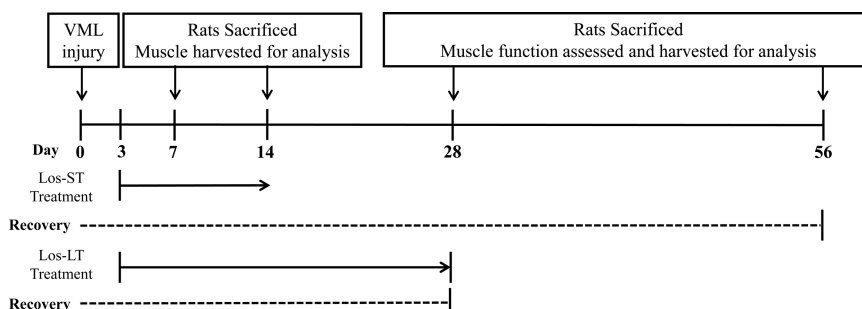 VML
injury
Rats Sacrificed
Muscle harvested for analysis
Rats Sacrificed
Muscle function assessed and harvested for analysis
Day 0 3 7 14 28 56
Los-ST
Treatment
Recovery
Los-LT
Treatment
Recovery